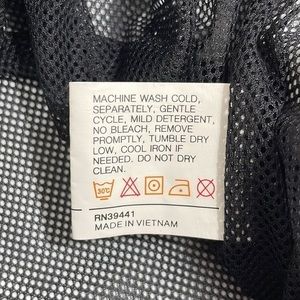 MACHINE WASH COLD,
SEPARATELY, GENTLE
CYCLE, MILD DETERGENT,
NO BLEACH, REMOVE
PROMPTLY, TUMBLE DRY
LOW, COOL IRON IF
NEEDED. DO NOT DRY
CLEAN.
30°C
RN39441
MADE IN VIETNAM